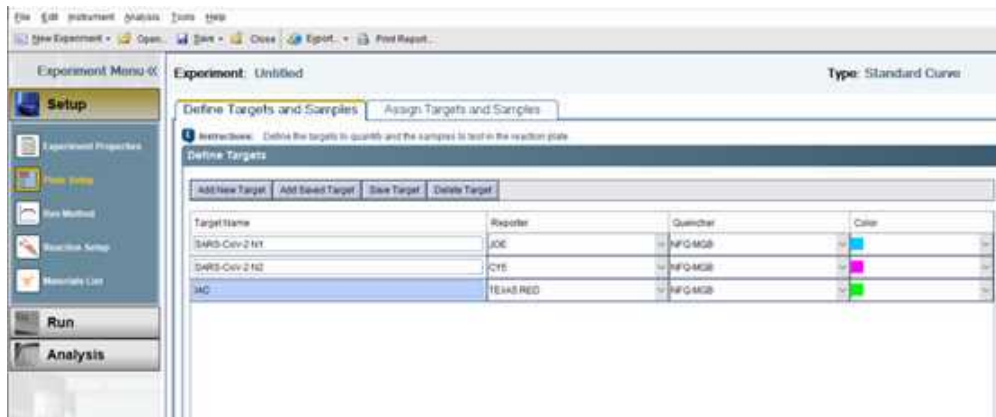 File Edit Instrument Analysis Tools Help
New Experiment Open... Save Close Export... Print Report...
Experiment Menu «
Experiment: Untitled
Type: Standard Curve
Setup
Define Targets and Samples
Assign Targets and Samples
Instructions: Define the targets to quantify and the samples to test in the reaction plate.
Experiment Properties
Define Targets
Plate Setup
Add New Target Add Saved Target Save Target Delete Target
Run Method
Target Name Reporter Quencher Color
Reaction Setup
SARS-CoV-2 N1 JOE NFQ-MGB
SARS-CoV-2 N2 CY5 NFQ-MGB
Materials List
IAC TEXAS RED NFQ-MGB
Run
Analysis